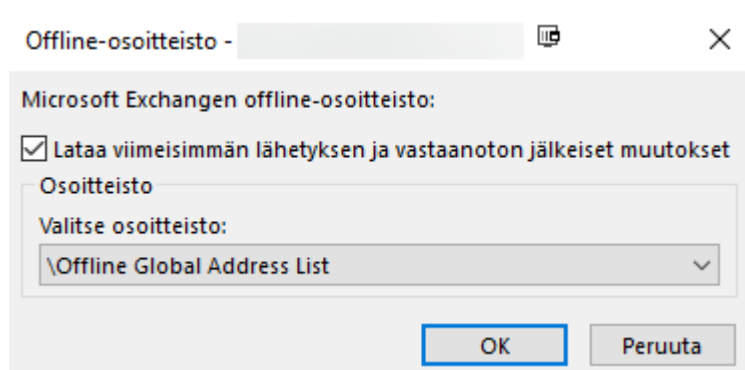 Offline-osoitteisto -
Microsoft Exchangen offline-osoitteisto:
Lataa viimeisimmän lähetyksen ja vastaanoton jälkeiset muutokset
Osoitteisto
Valitse osoitteisto:
\Offline Global Address List
OK Peruuta